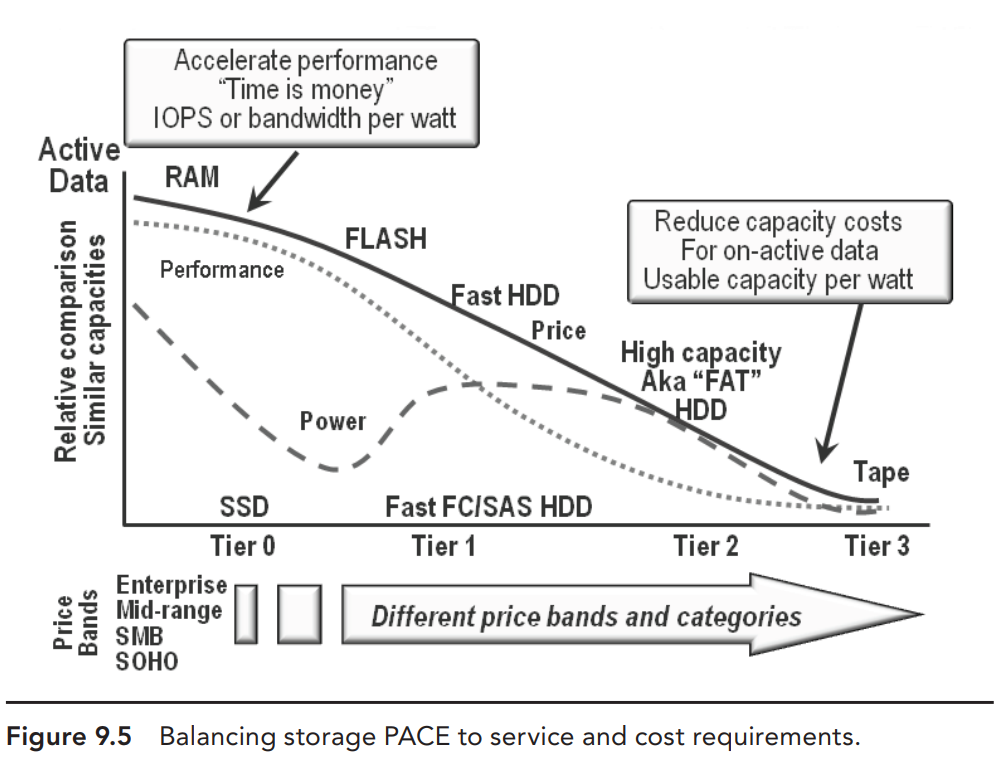 Accelerate performance
“Time is money”
IOPS or bandwidth per watt
Active
Data
RAM
Reduce capacity costs
For on-active data
Usable capacity per watt
FLASH
Performance
Fast HDD
Price
High capacity
Aka “FAT”
HDD
Power
Relative comparison
Similar capacities
Tape
SSD
Fast FC/SAS HDD
Tier 0
Tier 1
Tier 2
Tier 3
Price
Bands
Enterprise
Mid-range
SMB
SOHO
Different price bands and categories
Figure 9.5 Balancing storage PACE to service and cost requirements.